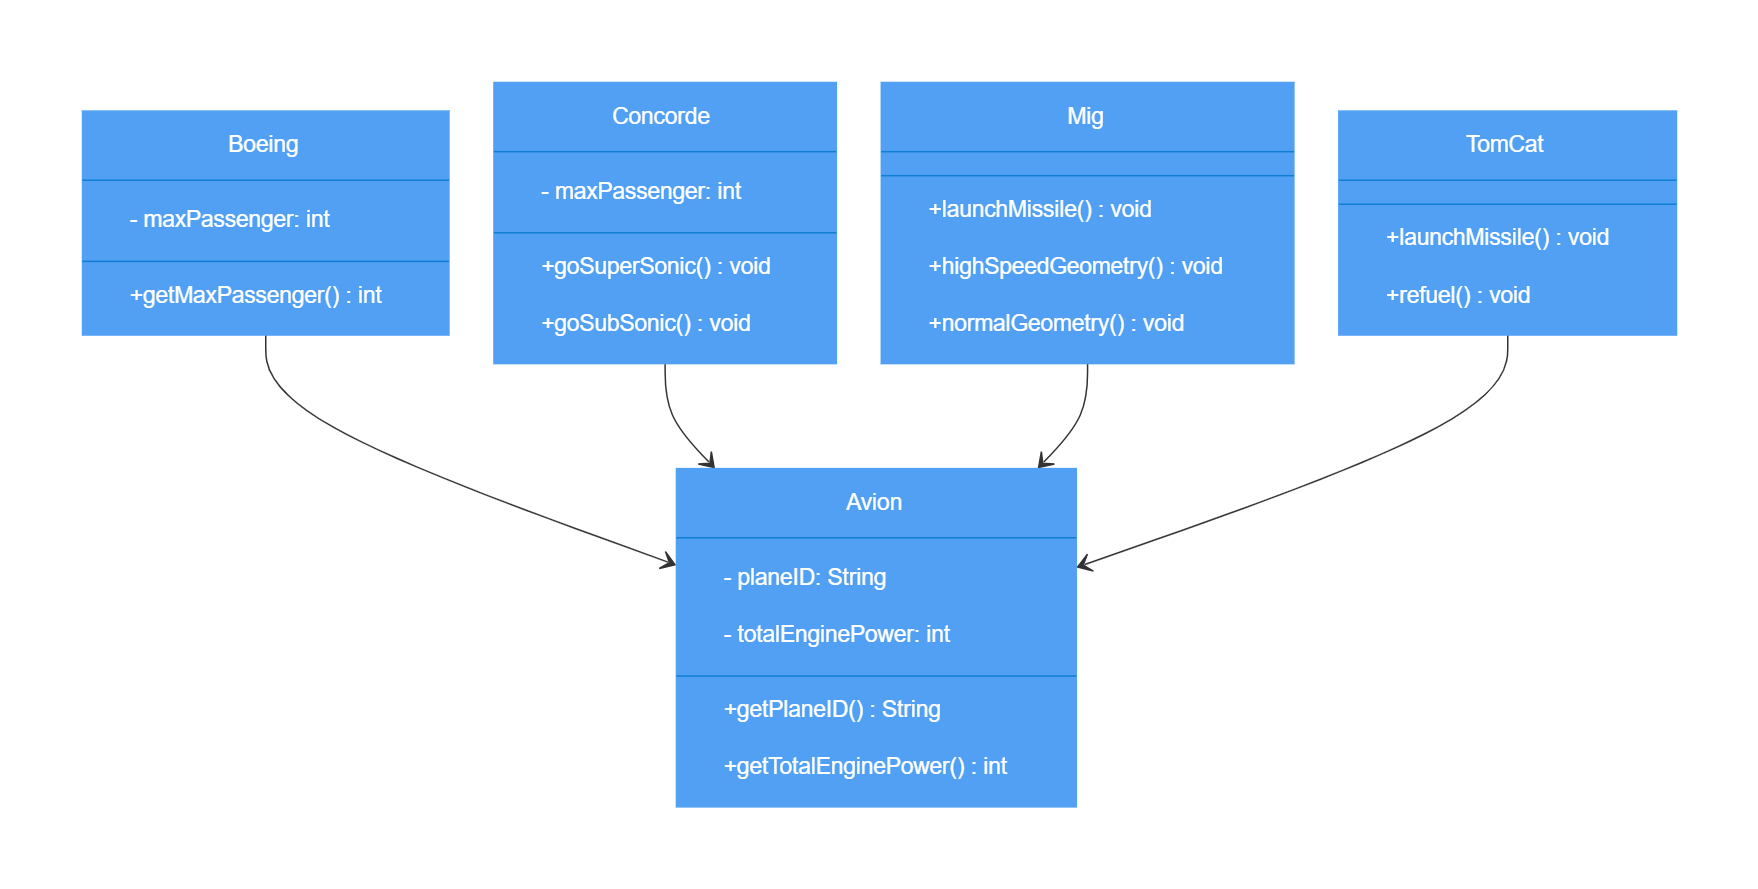 Boeing
- maxPassenger: int
+getMaxPassenger() : int
Concorde
- maxPassenger: int
+goSuperSonic() : void
+goSubSonic() : void
Mig
+launchMissile() : void
+highSpeedGeometry() : void
+normalGeometry() : void
TomCat
+launchMissile() : void
+refuel() : void
Avion
- planeID: String
- totalEnginePower: int
+getPlaneID() : String
+getTotalEnginePower() : int